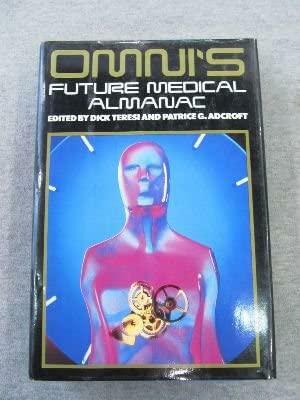 OMNI'S
FUTURE MEDICAL
ALMANAC
EDITED BY DICK TERESI AND PATRICE G. ADCROFT